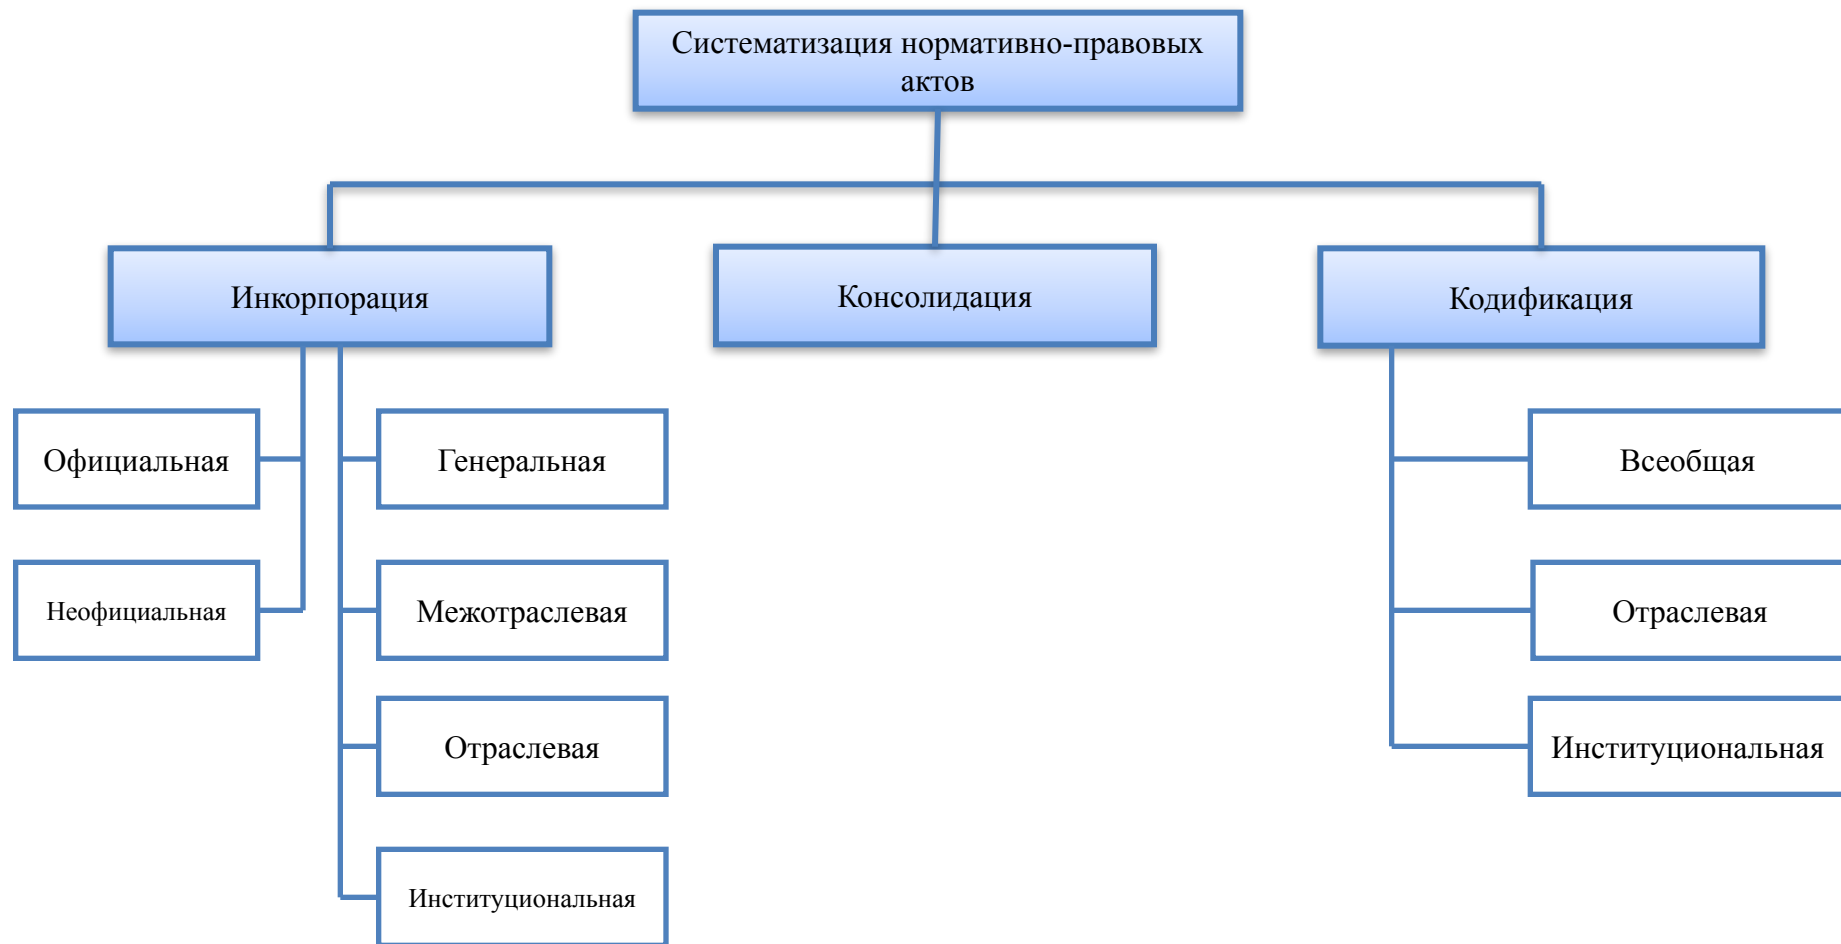 Систематизация нормативно-правовых
актов
Инкорпорация
Консолидация
Кодификация
Официальная
Генеральная
Всеобщая
Неофициальная
Межотраслевая
Отраслевая
Отраслевая
Институциональная
Институциональная